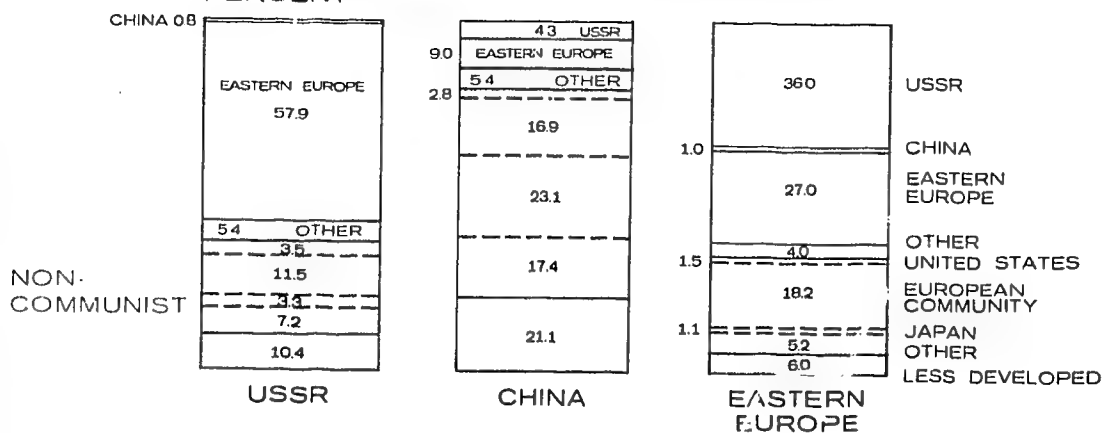 CHINA 0.8
EASTERN EUROPE
57.9
5.4 OTHER
3.5
11.5
3.3
7.2
10.4
NON-
COMMUNIST
USSR
4.3 USSR
9.0 EASTERN EUROPE
5.4 OTHER
2.8
16.9
23.1
17.4
21.1
CHINA
36.0 USSR
1.0 CHINA
27.0 EASTERN
EUROPE
4.0 OTHER
1.5 UNITED STATES
18.2 EUROPEAN
COMMUNITY
1.1 JAPAN
5.2 OTHER
6.0 LESS DEVELOPED
EASTERN
EUROPE